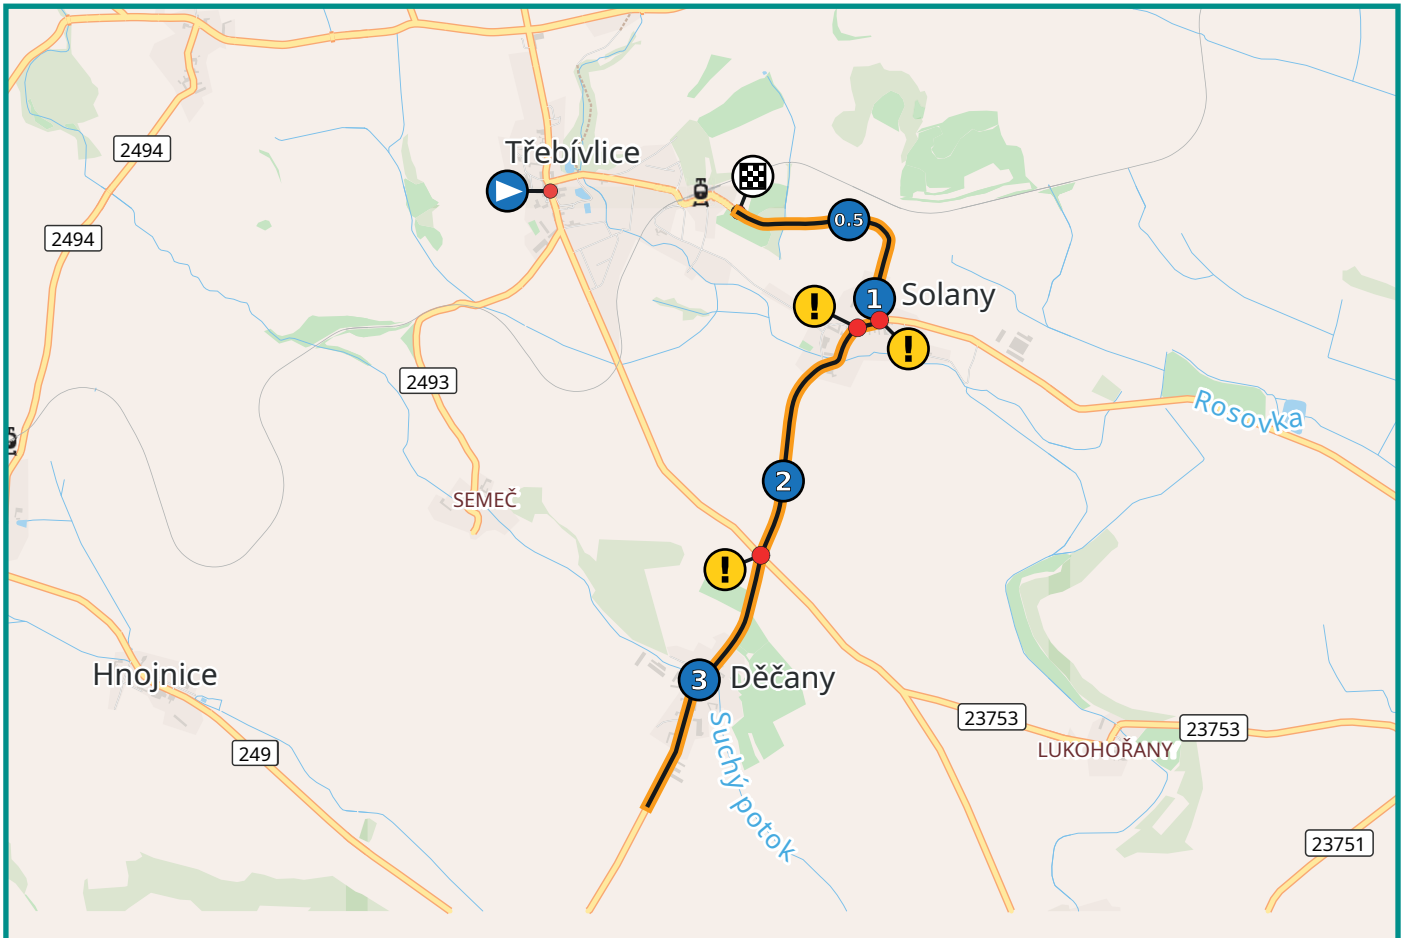 2494
Třebívlice
2494
0.5
!
1
Solany
!
2493
Rosovka
2
SEMEČ
!
Hnojnice
3
Děčany
23753
23753
249
Suchý potok
LUKOHOŘANY
23751